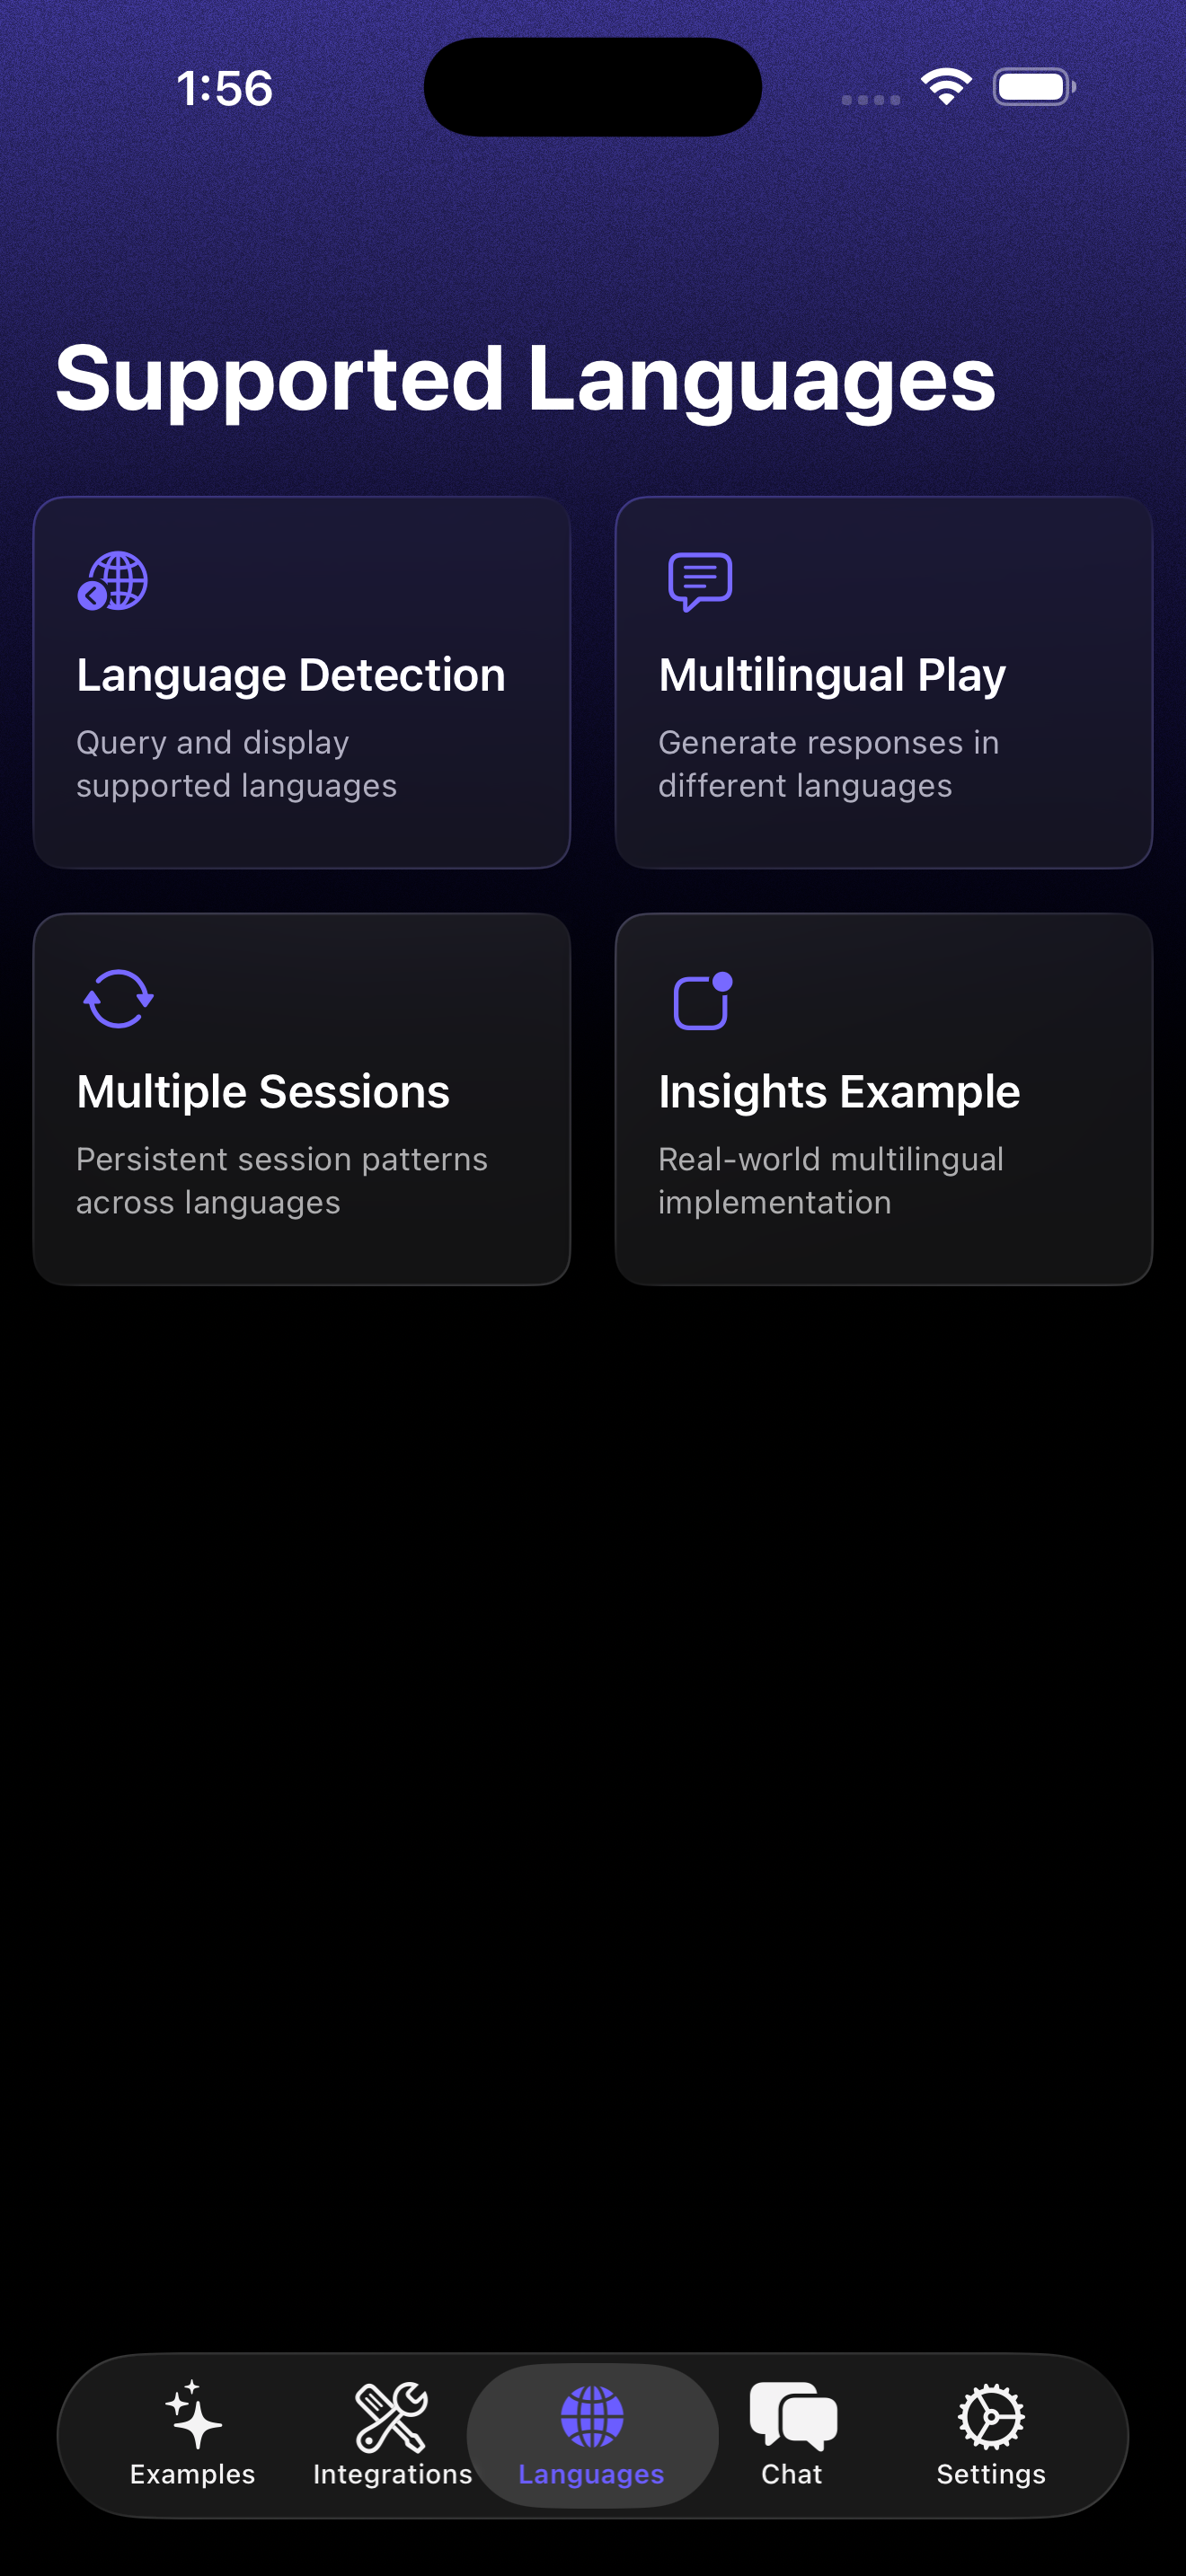 1:56
Supported Languages
Language Detection
Query and display
supported languages
Multilingual Play
Generate responses in
different languages
Multiple Sessions
Persistent session patterns
across languages
Insights Example
Real-world multilingual
implementation
Examples
Integrations
Languages
Chat
Settings